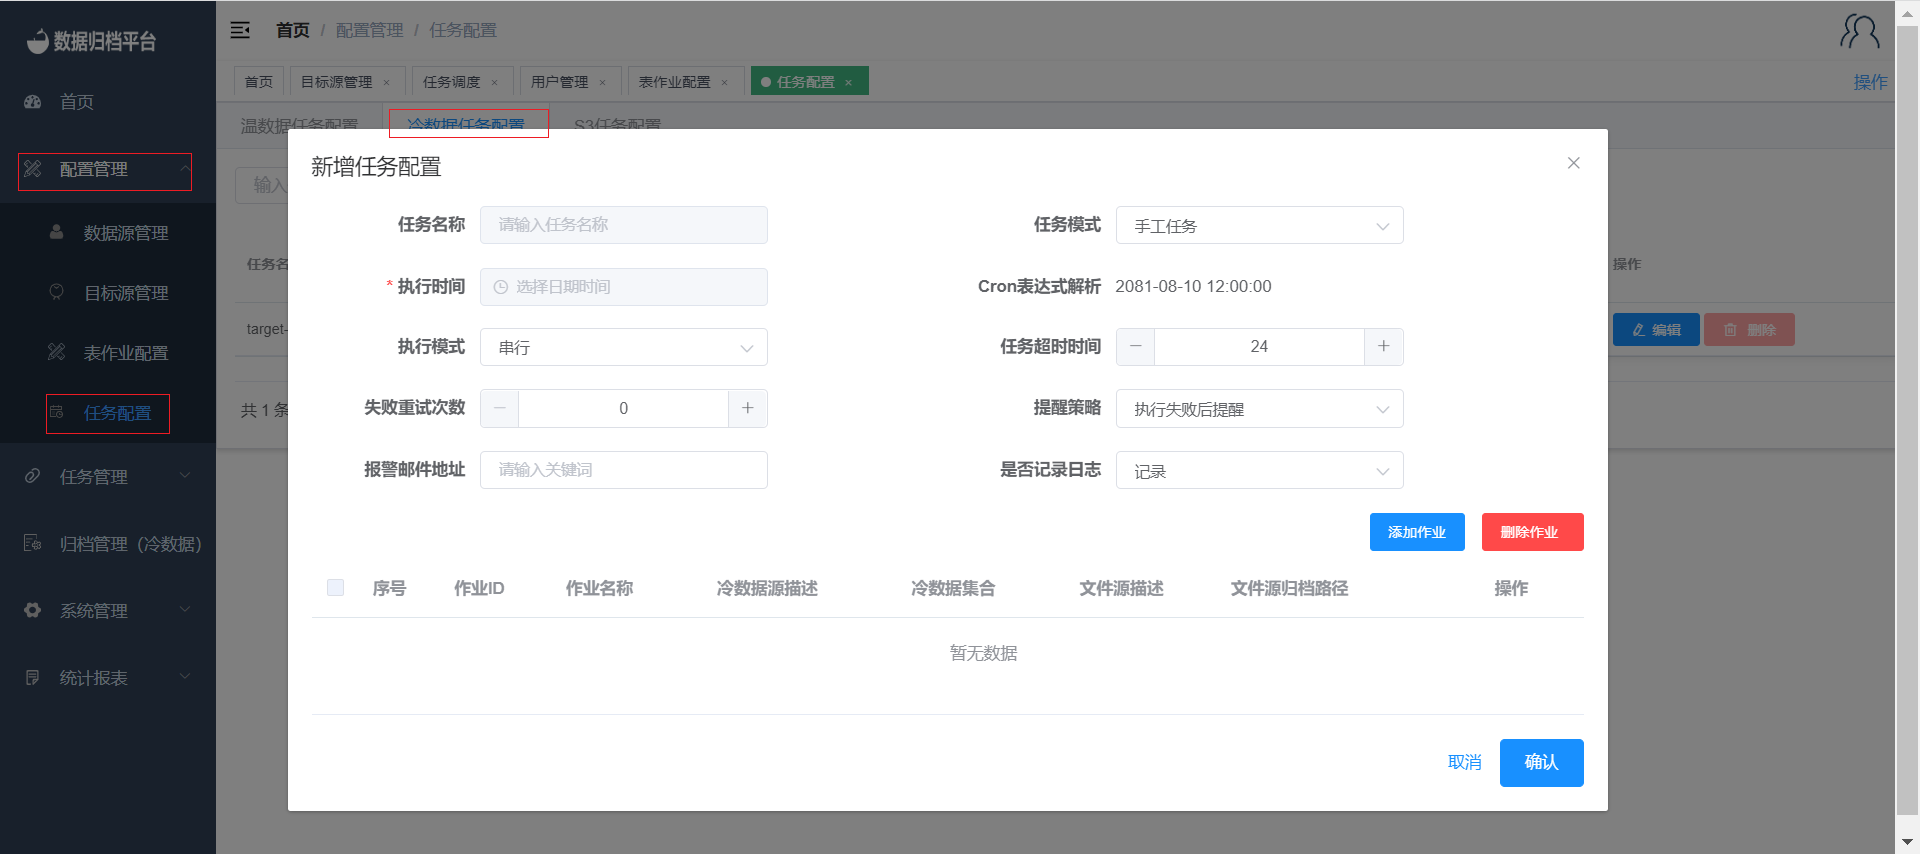 数据归档平台
首页
配置管理
数据源管理
目标源管理
表作业配置
任务配置
任务管理
归档管理（冷数据）
系统管理
统计报表
首页 / 配置管理 / 任务配置
首页 目标源管理 × 任务调度 × 用户管理 × 表作业配置 × 任务配置 × 操作
温数据任务配置 冷数据任务配置 S3任务配置
输入
任务名 操作
target- 编辑 删除
共 1 条
新增任务配置
任务名称 请输入任务名称 任务模式 手工任务
* 执行时间 选择日期时间 Cron表达式解析 2081-08-10 12:00:00
执行模式 串行 任务超时时间 − 24 +
失败重试次数 − 0 + 提醒策略 执行失败后提醒
报警邮件地址 请输入关键词 是否记录日志 记录
添加作业 删除作业
序号 作业ID 作业名称 冷数据源描述 冷数据集合 文件源描述 文件源归档路径 操作
暂无数据
取消 确认